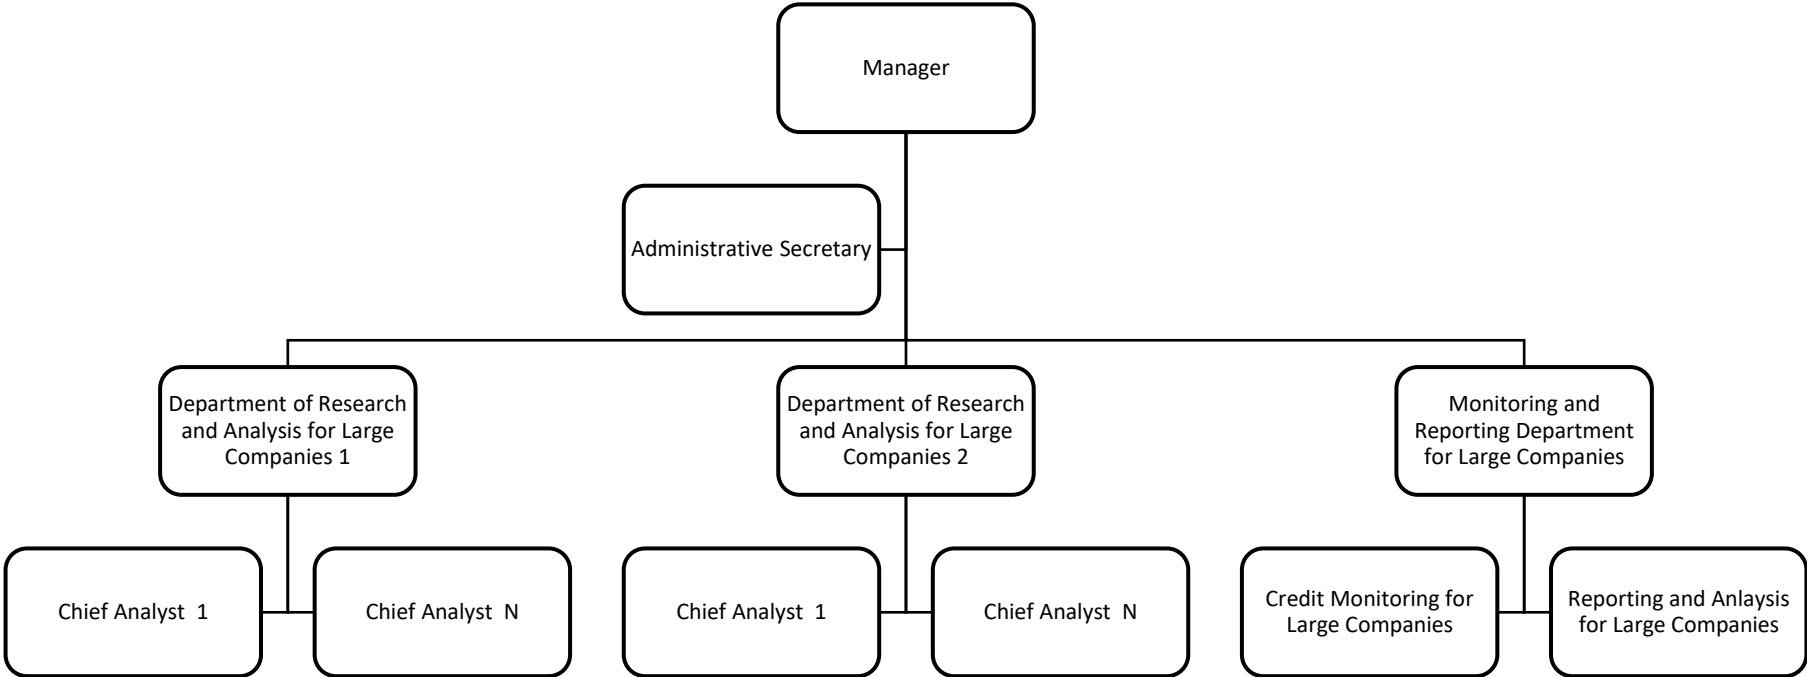 Manager
Administrative Secretary
Department of Research
and Analysis for Large
Companies 1
Department of Research
and Analysis for Large
Companies 2
Monitoring and
Reporting Department
for Large Companies
Chief Analyst  1
Chief Analyst  N
Chief Analyst  1
Chief Analyst  N
Credit Monitoring for
Large Companies
Reporting and Anlaysis
for Large Companies